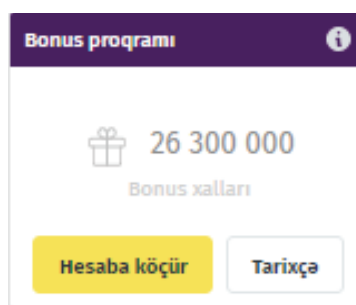 Bonus proqramı
26 300 000
Bonus xalları
Hesaba köçür
Tarixçə